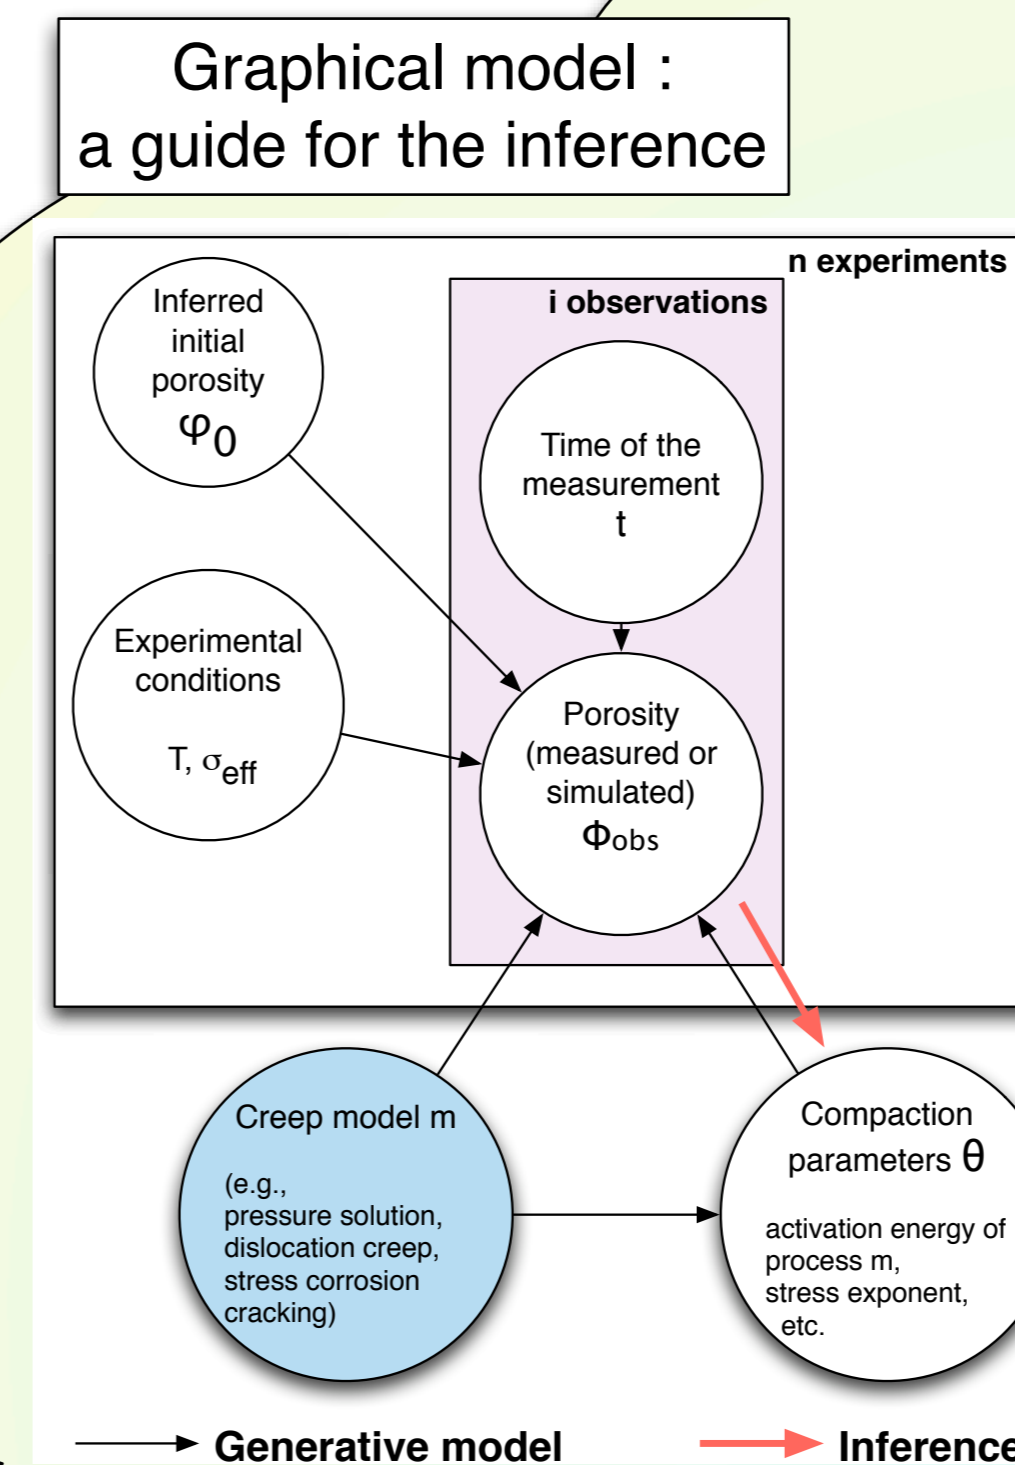 Graphical model :
a guide for the inference
n experiments
i observations
Inferred
initial
porosity
φ0
Time of the
measurement
t
Experimental
conditions
T, σeff
Porosity
(measured or
simulated)
Φobs
Creep model m
(e.g.,
pressure solution,
dislocation creep,
stress corrosion
cracking)
Compaction
parameters θ
activation energy of
process m,
stress exponent,
etc.
Generative model
Inference